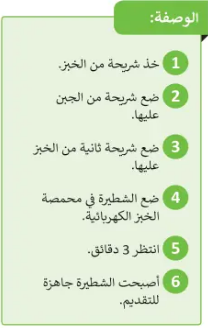 الوصفة:
1 خذ شريحة من الخبز.
2 ضع شريحة من الجبن
عليها.
3 ضع شريحة ثانية من الخبز
عليها.
4 ضع الشطيرة في محمصة
الخبز الكهربائية.
5 انتظر 3 دقائق.
6 أصبحت الشطيرة جاهزة
للتقديم.